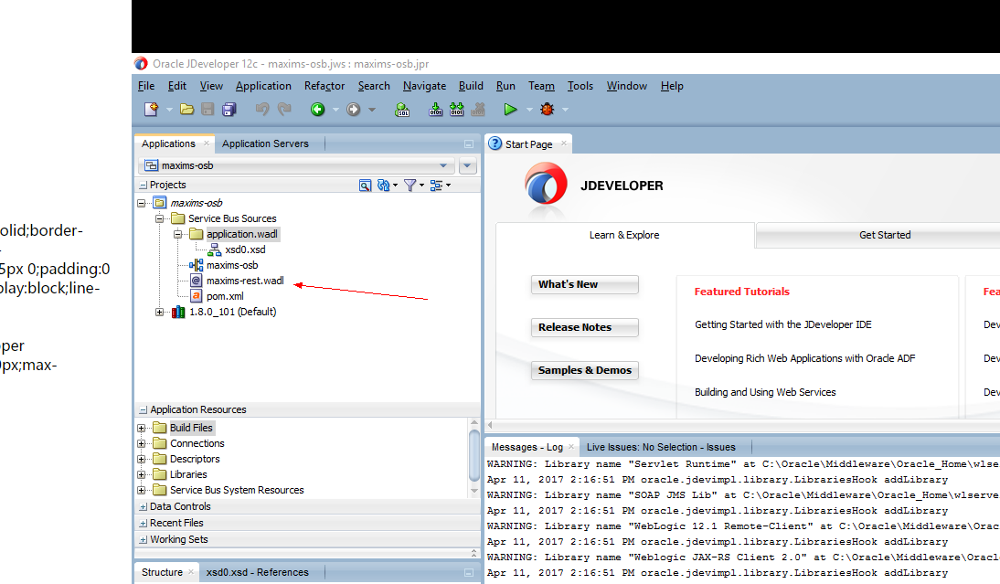 olid;border-
5px 0;padding:0
play:block;line-
per
0px;max-
Oracle JDeveloper 12c - maxims-osb.jws : maxims-osb.jpr
File Edit View Application Refactor Search Navigate Build Run Team Tools Window Help
Applications Application Servers
maxims-osb
Projects
maxims-osb
Service Bus Sources
application.wadl
xsd0.xsd
maxims-osb
maxims-rest.wadl
pom.xml
1.8.0_101 (Default)
Application Resources
Build Files
Connections
Descriptors
Libraries
Service Bus System Resources
Data Controls
Recent Files
Working Sets
Structure xsd0.xsd - References
Start Page
JDEVELOPER
Learn & Explore Get Started
What's New
Release Notes
Samples & Demos
Featured Tutorials
Getting Started with the JDeveloper IDE
Developing Rich Web Applications with Oracle ADF
Building and Using Web Services
Fea
Dev
Dev
Dev
Messages - Log Live Issues: No Selection - Issues
WARNING: Library name "Servlet Runtime" at C:\Oracle\Middleware\Oracle_Home\wlse
Apr 11, 2017 2:16:51 PM oracle.jdevimpl.library.LibrariesHook addLibrary
WARNING: Library name "SOAP JMS Lib" at C:\Oracle\Middleware\Oracle_Home\wlserve
Apr 11, 2017 2:16:51 PM oracle.jdevimpl.library.LibrariesHook addLibrary
WARNING: Library name "WebLogic 12.1 Remote-Client" at C:\Oracle\Middleware\Orac
Apr 11, 2017 2:16:51 PM oracle.jdevimpl.library.LibrariesHook addLibrary
WARNING: Library name "Weblogic JAX-RS Client 2.0" at C:\Oracle\Middleware\Oracl
Apr 11, 2017 2:16:51 PM oracle.jdevimpl.library.LibrariesHook addLibrary